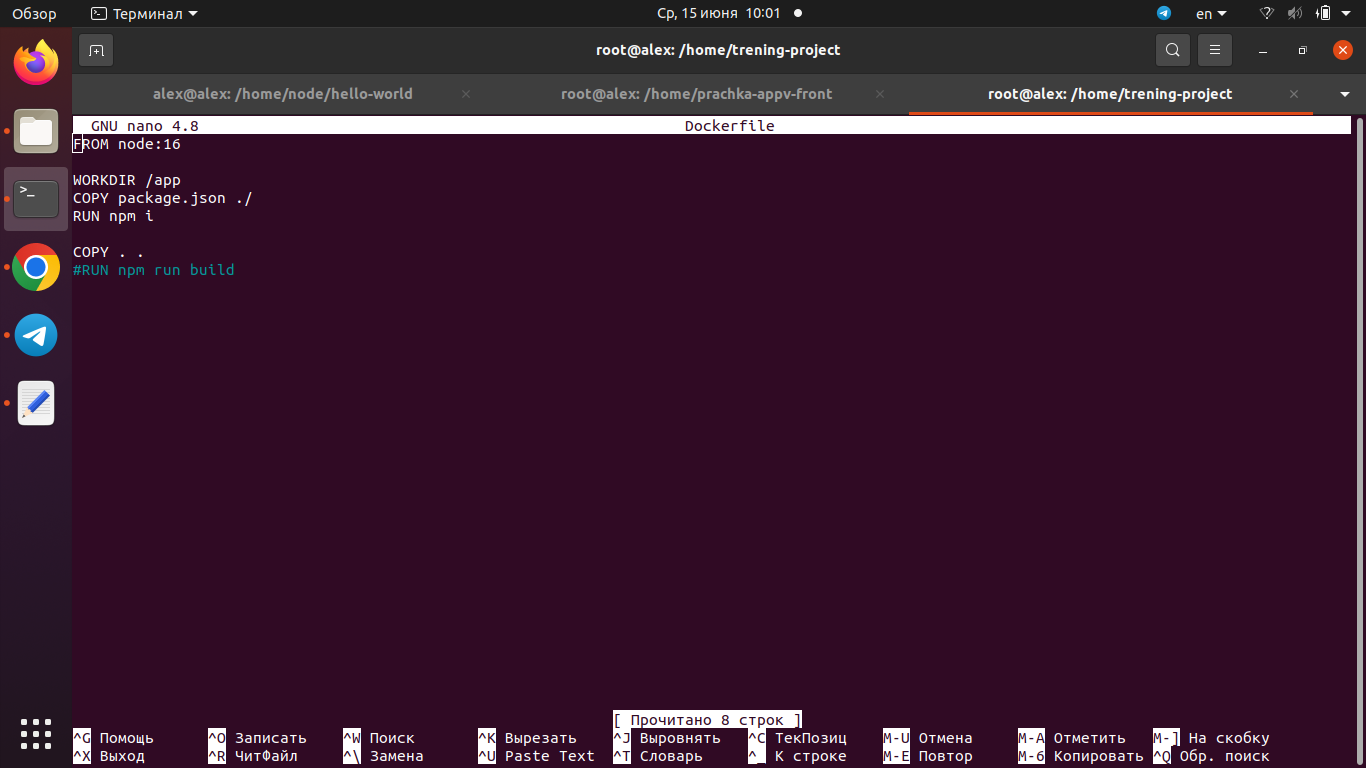 Обзор Терминал Ср, 15 июня 10:01 en
root@alex: /home/trening-project
alex@alex: /home/node/hello-world root@alex: /home/prachka-appv-front root@alex: /home/trening-project
GNU nano 4.8 Dockerfile
FROM node:16
WORKDIR /app
COPY package.json ./
RUN npm i
COPY . .
#RUN npm run build
[ Прочитано 8 строк ]
^G Помощь ^O Записать ^W Поиск ^K Вырезать ^J Выровнять ^C ТекПозиц M-U Отмена M-A Отметить M-] На скобку
^X Выход ^R ЧитФайл ^\ Замена ^U Paste Text ^T Словарь ^_ К строке M-E Повтор M-6 Копировать ^Q Обр. поиск